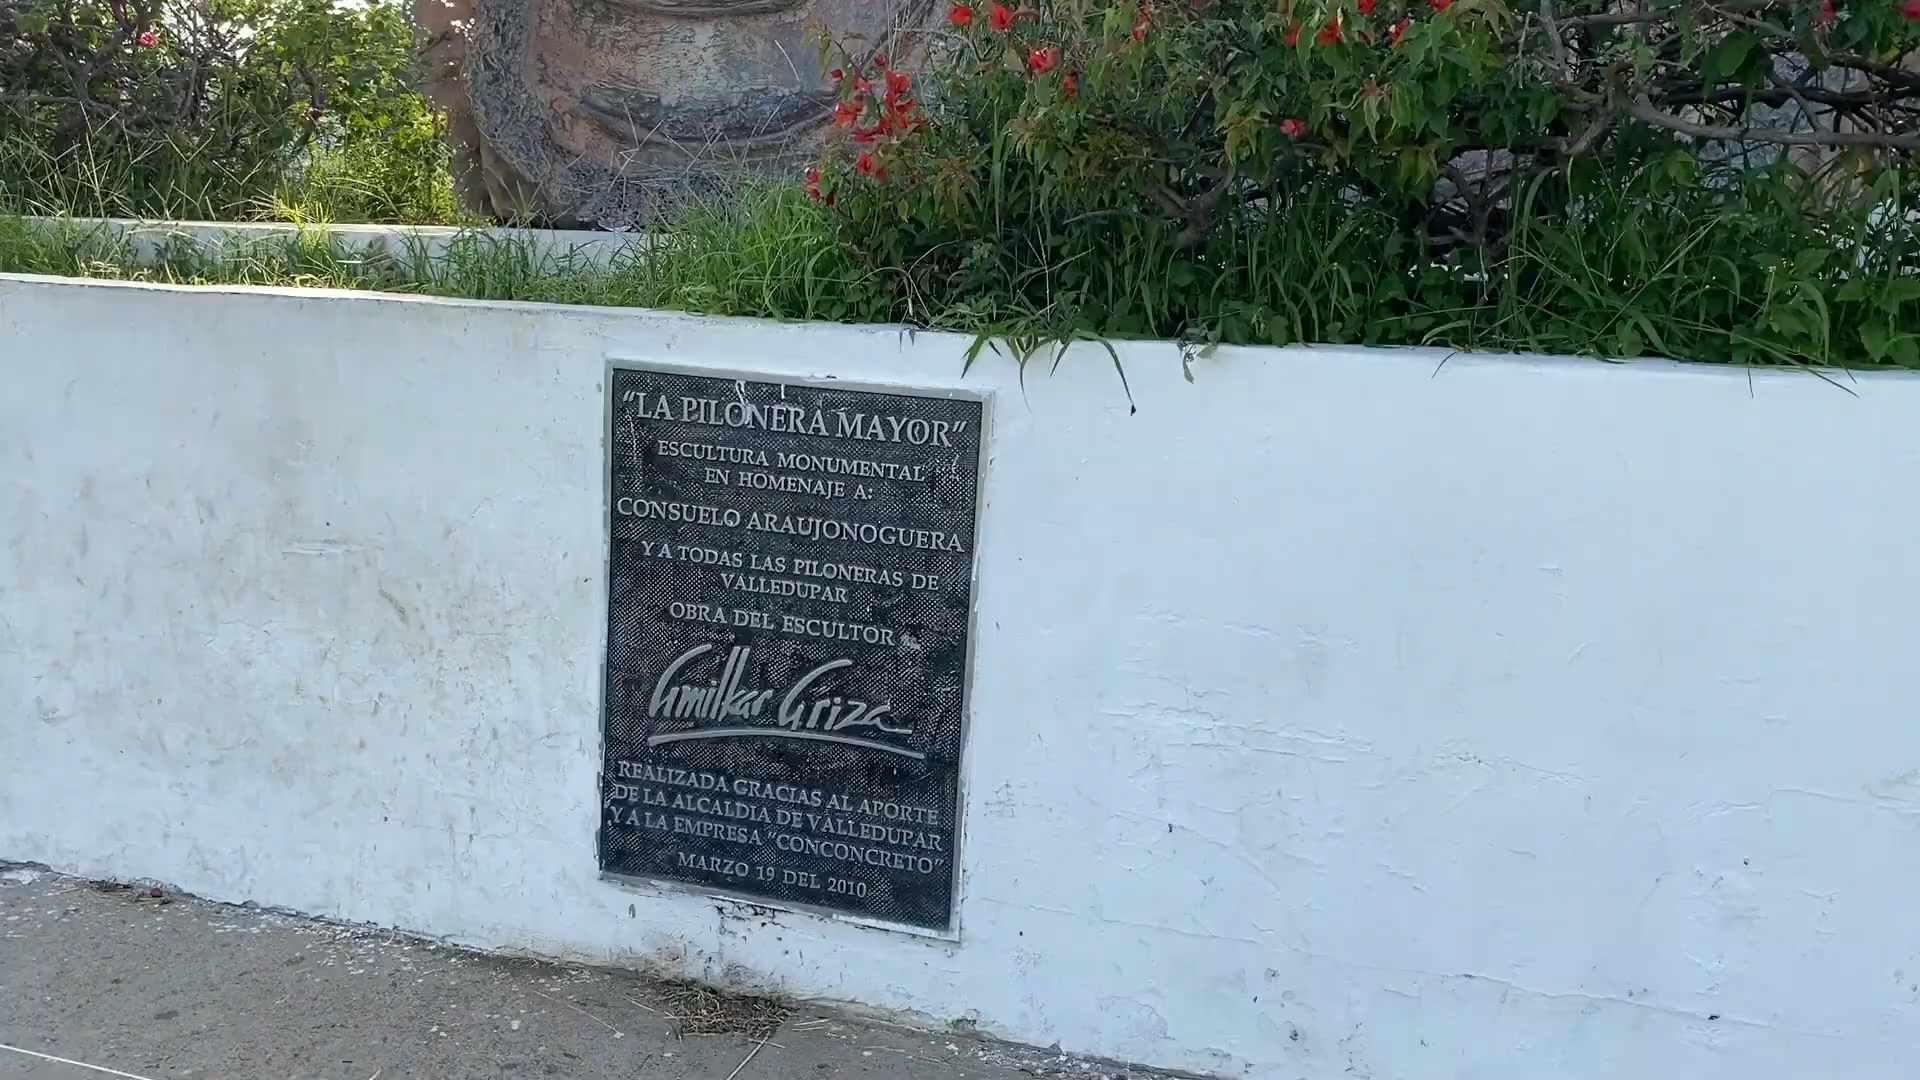 “LA PILONERA MAYOR”
ESCULTURA MONUMENTAL
EN HOMENAJE A:
CONSUELO ARAUJONOGUERA
Y A TODAS LAS PILONERAS DE
VALLEDUPAR
OBRA DEL ESCULTOR
Amilkar Ariza
REALIZADA GRACIAS AL APORTE
DE LA ALCALDIA DE VALLEDUPAR
Y A LA EMPRESA "CONCONCRETO"
MARZO 19 DEL 2010